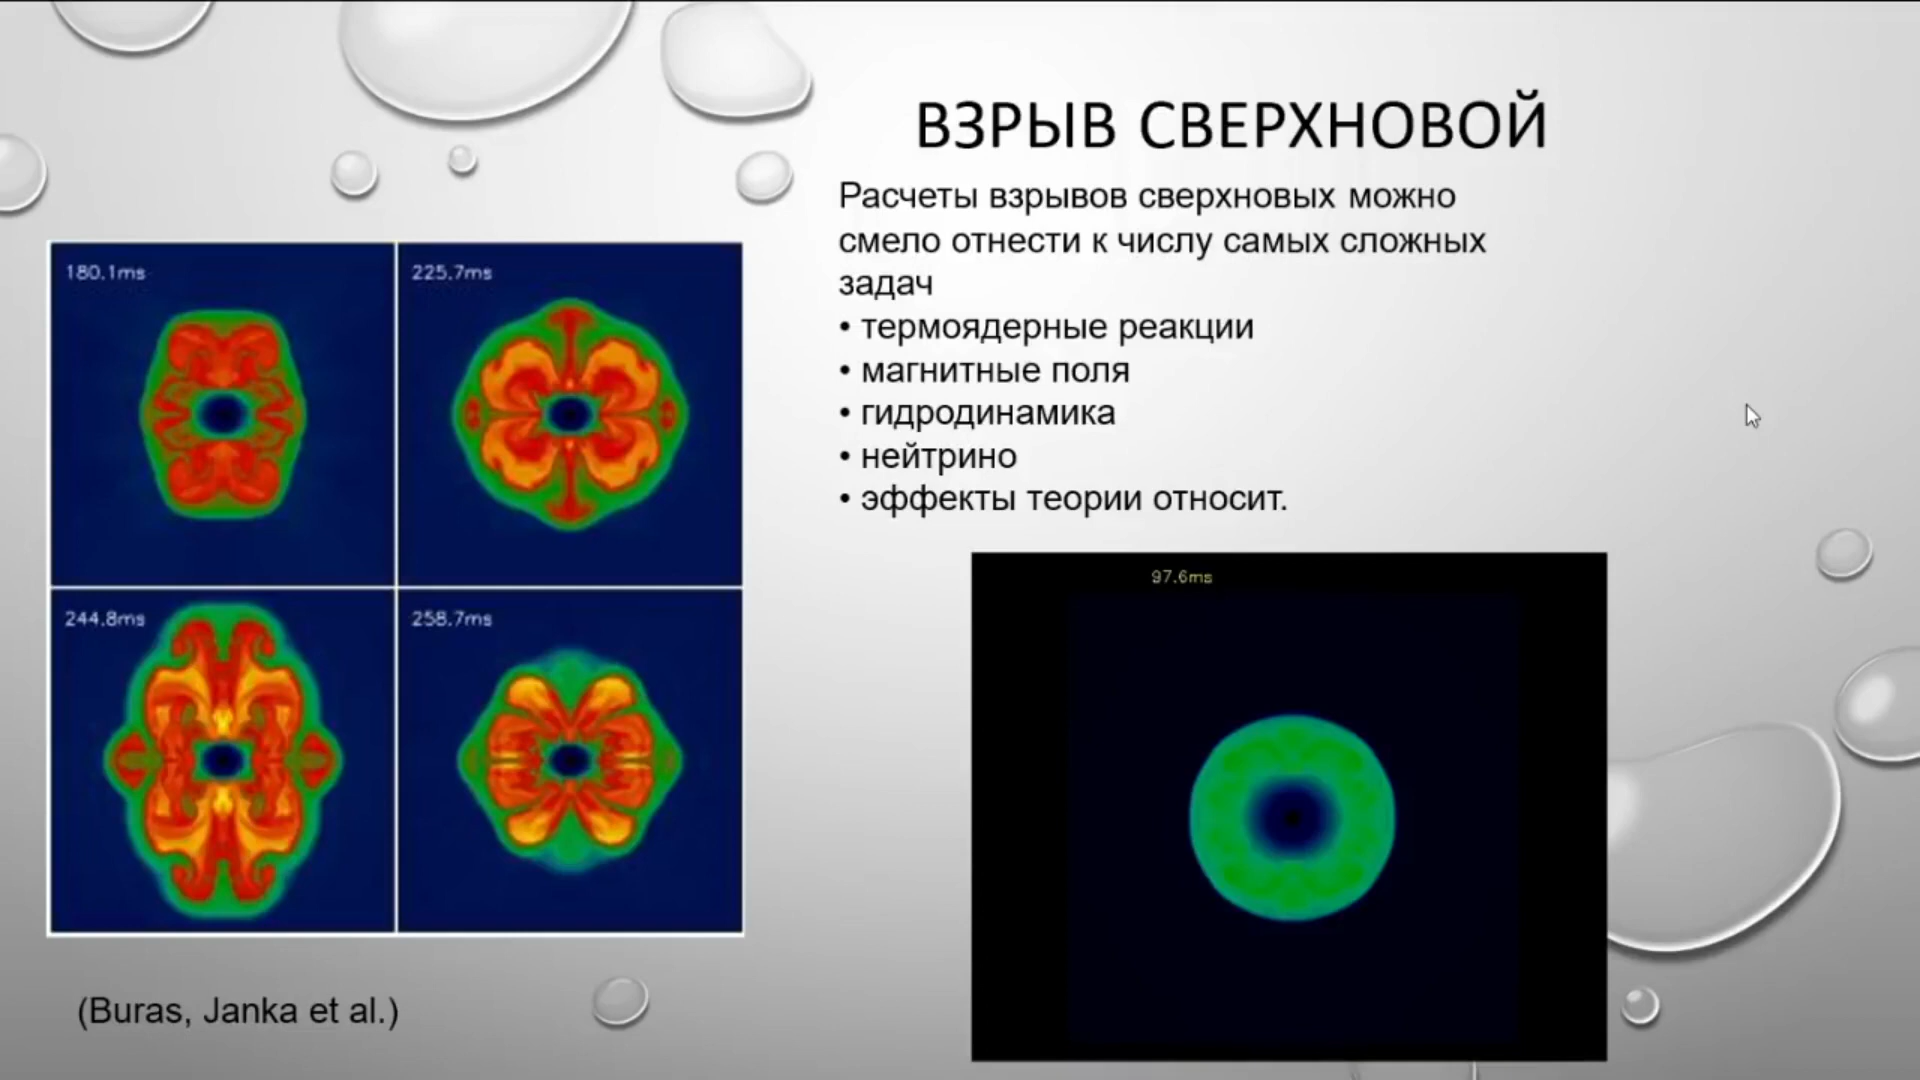 ВЗРЫВ СВЕРХНОВОЙ
Расчеты взрывов сверхновых можно
смело отнести к числу самых сложных
задач
• термоядерные реакции
• магнитные поля
• гидродинамика
• нейтрино
• эффекты теории относит.
180.1ms
225.7ms
244.8ms
258.7ms
97.6ms
(Buras, Janka et al.)